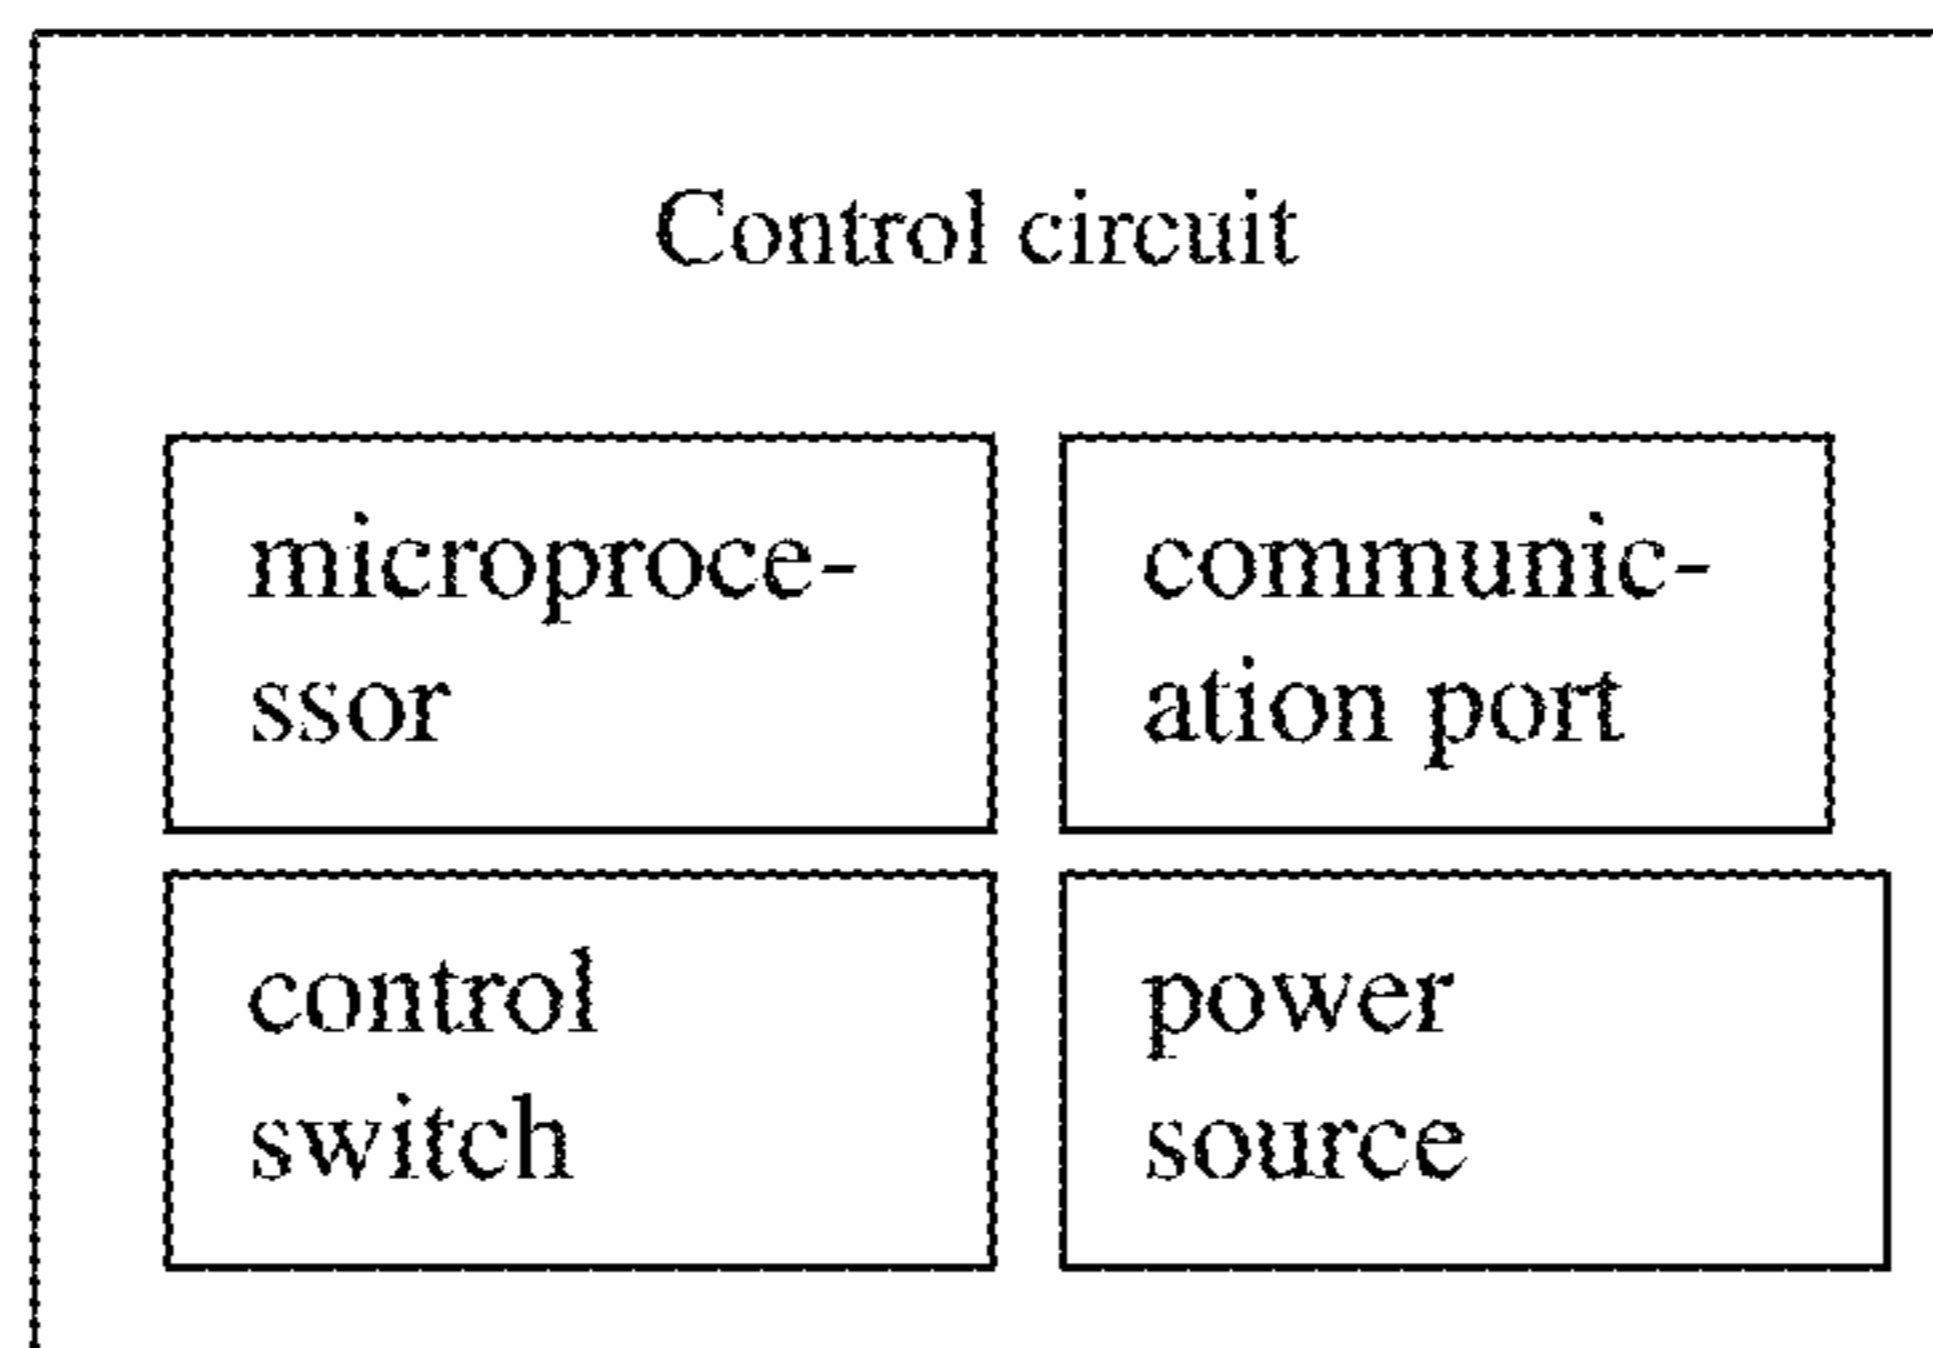 Control circuit
microproce-
ssor
communic-
ation port
control
switch
power
source